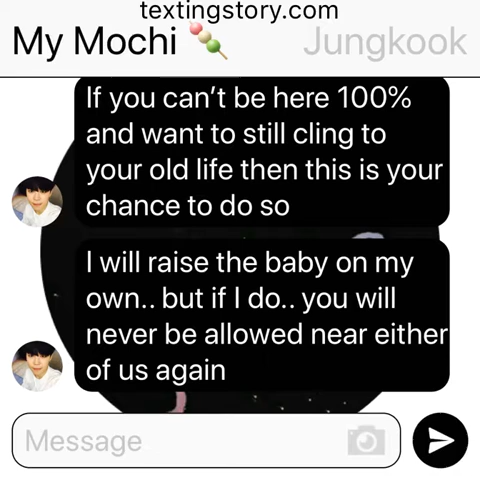 textingstory.com
My Mochi 🍡 Jungkook
If you can't be here 100%
and want to still cling to
your old life then this is your
chance to do so
I will raise the baby on my
own.. but if I do.. you will
never be allowed near either
of us again
Message